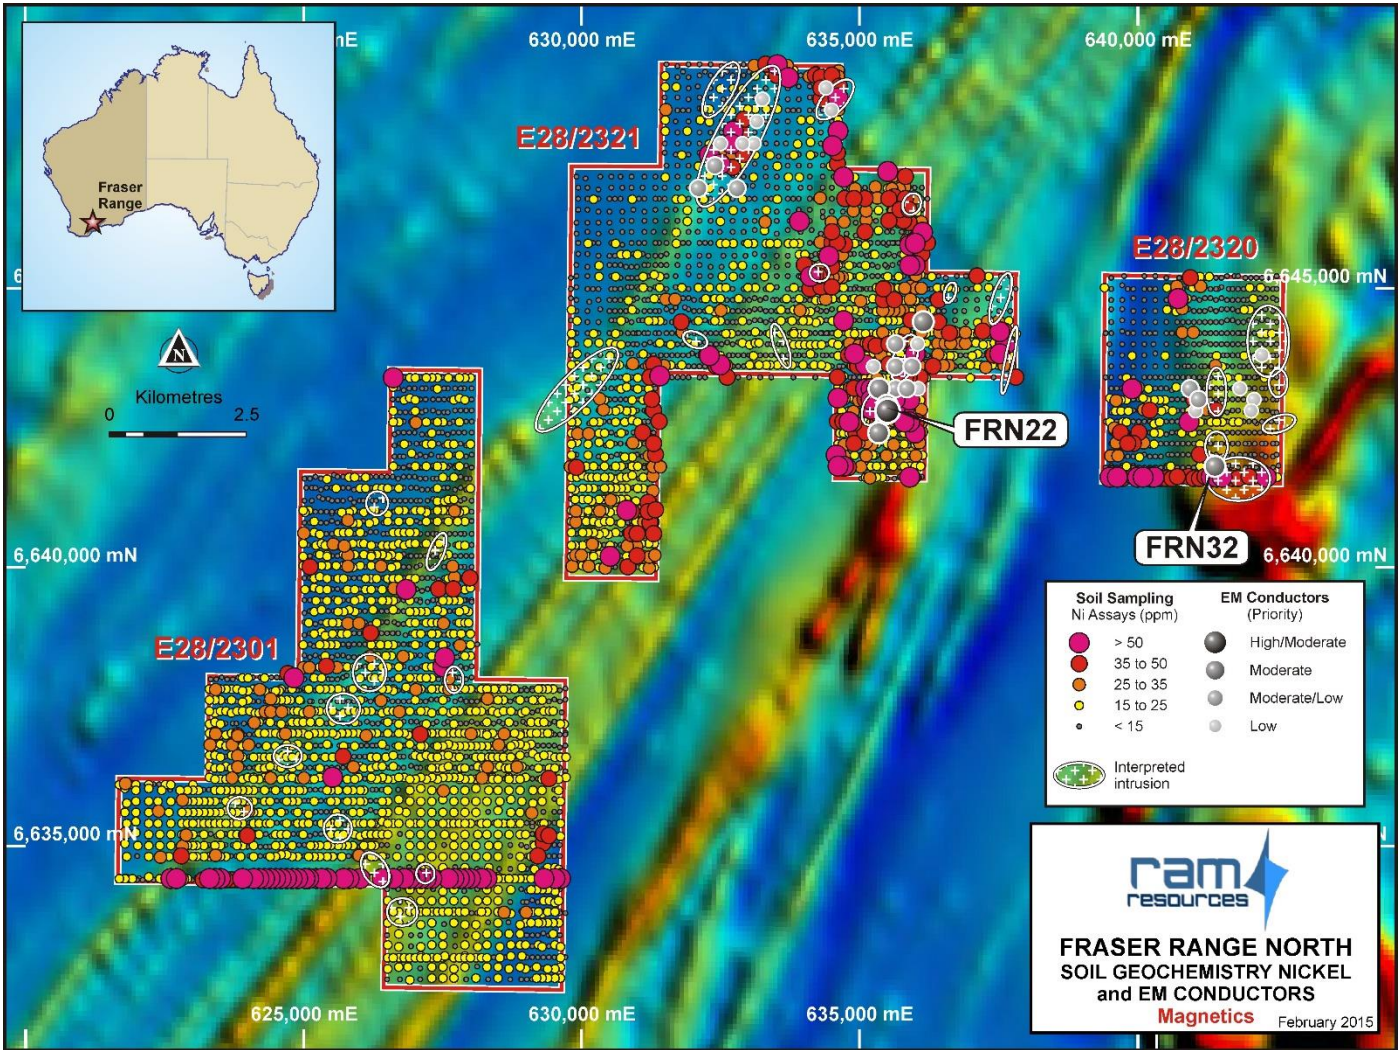 mE
630,000 mE
635,000 mE
640,000 mE
Fraser
Range
E28/2321
E28/2320
6
6,645,000 mN
N
Kilometres
0
2.5
FRN22
FRN32
6,640,000 mN
6,640,000 mN
E28/2301
Soil Sampling
Ni Assays (ppm)
> 50
35 to 50
25 to 35
15 to 25
< 15
EM Conductors
(Priority)
High/Moderate
Moderate
Moderate/Low
Low
Interpreted
intrusion
6,635,000 mN
ram
resources
FRASER RANGE NORTH
SOIL GEOCHEMISTRY NICKEL
and EM CONDUCTORS
Magnetics
February 2015
625,000 mE
630,000 mE
635,000 mE